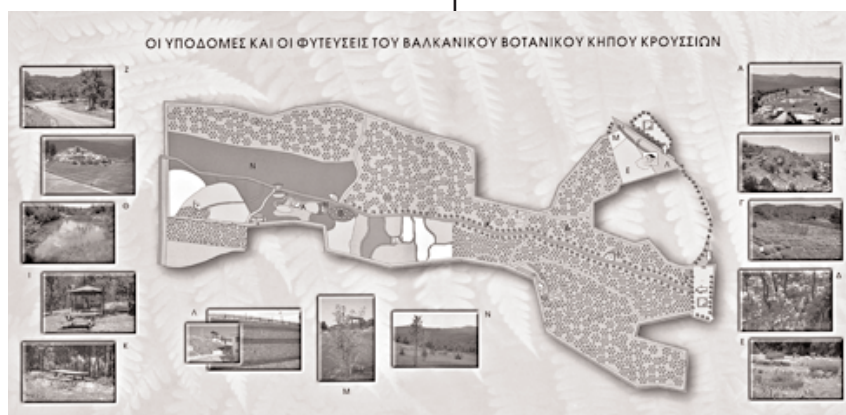 ΟΙ ΥΠΟΔΟΜΕΣ ΚΑΙ ΟΙ ΦΥΤΕΥΣΕΙΣ ΤΟΥ ΒΑΛΚΑΝΙΚΟΥ ΒΟΤΑΝΙΚΟΥ ΚΗΠΟΥ ΚΡΟΥΣΣΙΩΝ
Ζ
Α
Β
Μ
Ν
Ε
Θ
Γ
Ι
Δ
Λ
Ν
Κ
Ε
Μ